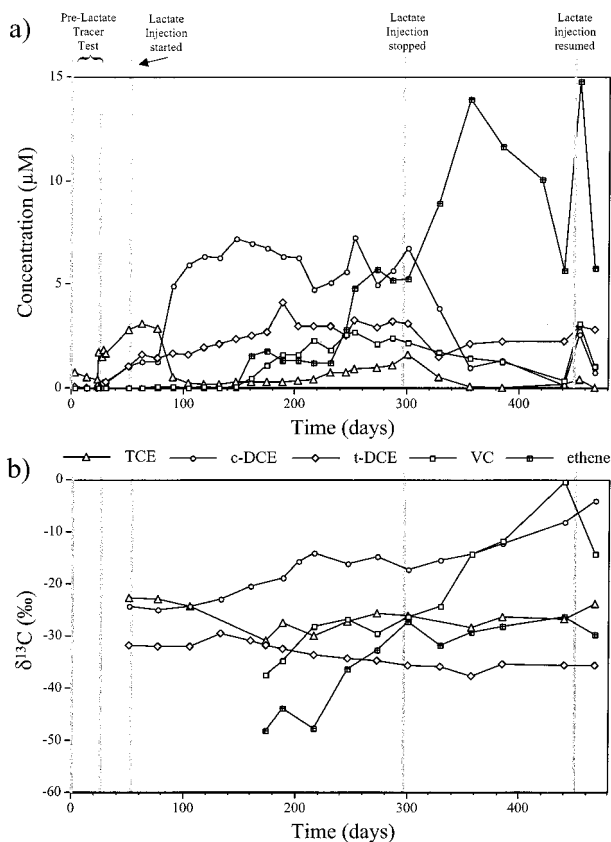 Pre-Lactate
Tracer
Test
Lactate
Injection
started
Lactate
Injection
stopped
Lactate
Injection
resumed
a)
Concentration (μM)
15
10
5
0
0 100 200 300 400
Time (days)
TCE c-DCE t-DCE VC ethene
b)
δ¹³C (‰)
0
-10
-20
-30
-40
-50
-60
0 100 200 300 400
Time (days)